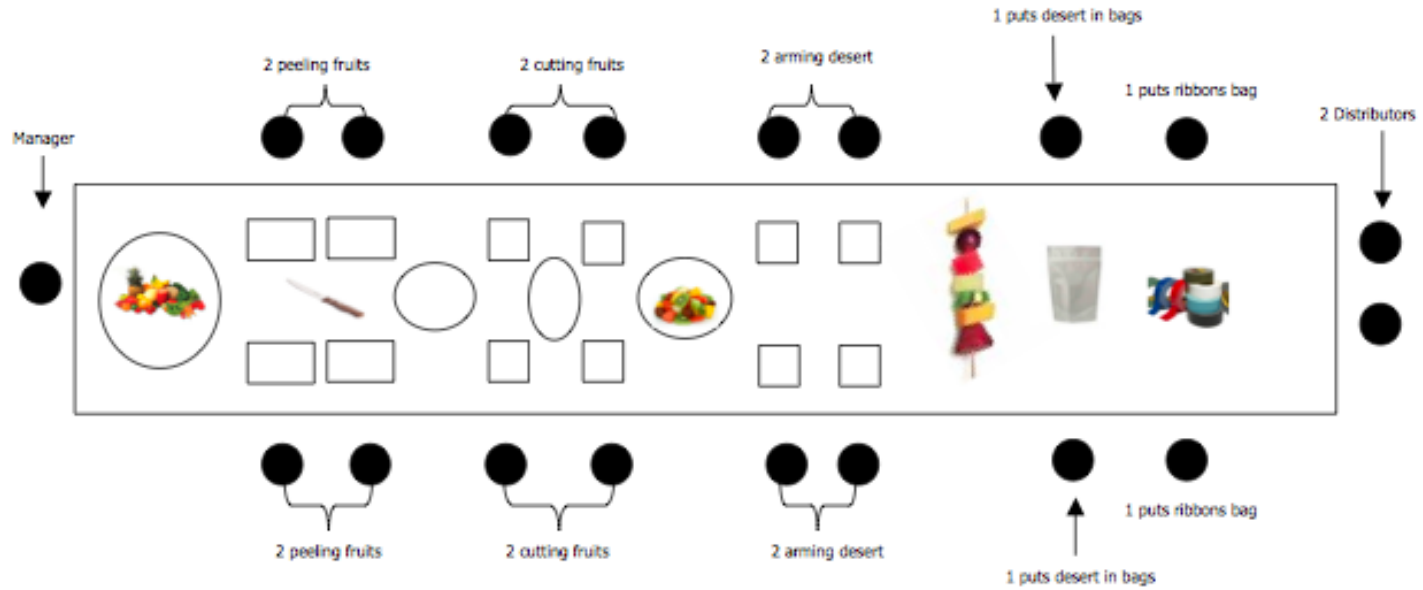 1 puts desert in bags
2 peeling fruits
2 cutting fruits
2 arming desert
1 puts ribbons bag
2 Distributors
Manager
2 peeling fruits
2 cutting fruits
2 arming desert
1 puts ribbons bag
1 puts desert in bags